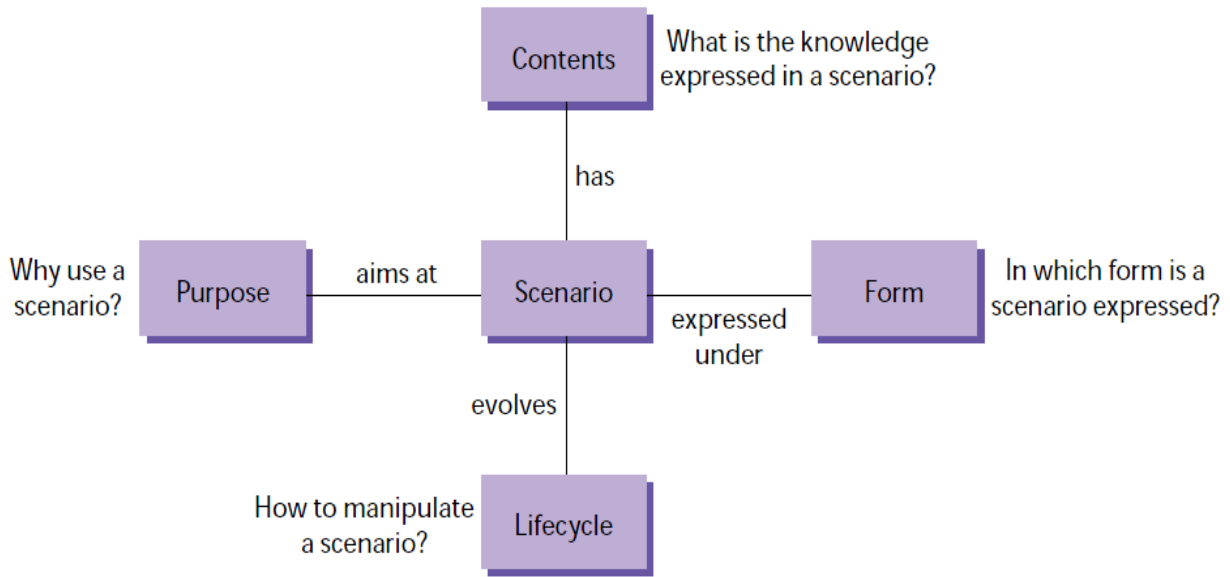 Contents
What is the knowledge
expressed in a scenario?
has
Why use a
scenario?
Purpose
aims at
Scenario
expressed
under
Form
In which form is a
scenario expressed?
evolves
How to manipulate
a scenario?
Lifecycle